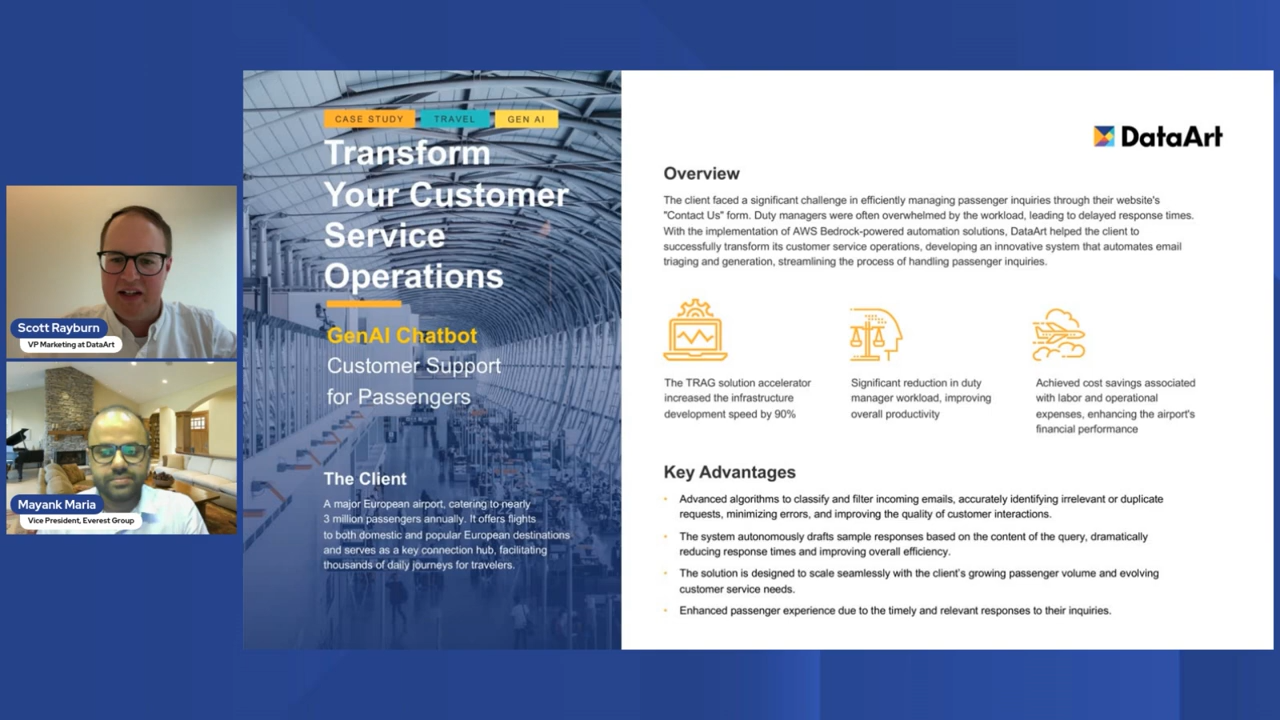 Scott Rayburn
VP Marketing at DataArt
Mayank Maria
Vice President, Everest Group
CASE STUDY
TRAVEL
GEN AI
Transform
Your Customer
Service
Operations
GenAI Chatbot
Customer Support
for Passengers
The Client
A major European airport, catering to nearly
3 million passengers annually. It offers flights
to both domestic and popular European destinations
and serves as a key connection hub, facilitating
thousands of daily journeys for travelers.
DataArt
Overview
The client faced a significant challenge in efficiently managing passenger inquiries through their website's
"Contact Us" form. Duty managers were often overwhelmed by the workload, leading to delayed response times.
With the implementation of AWS Bedrock-powered automation solutions, DataArt helped the client to
successfully transform its customer service operations, developing an innovative system that automates email
triaging and generation, streamlining the process of handling passenger inquiries.
The TRAG solution accelerator
increased the infrastructure
development speed by 90%
Significant reduction in duty
manager workload, improving
overall productivity
Achieved cost savings associated
with labor and operational
expenses, enhancing the airport's
financial performance
Key Advantages
• Advanced algorithms to classify and filter incoming emails, accurately identifying irrelevant or duplicate
requests, minimizing errors, and improving the quality of customer interactions.
• The system autonomously drafts sample responses based on the content of the query, dramatically
reducing response times and improving overall efficiency.
• The solution is designed to scale seamlessly with the client's growing passenger volume and evolving
customer service needs.
• Enhanced passenger experience due to the timely and relevant responses to their inquiries.